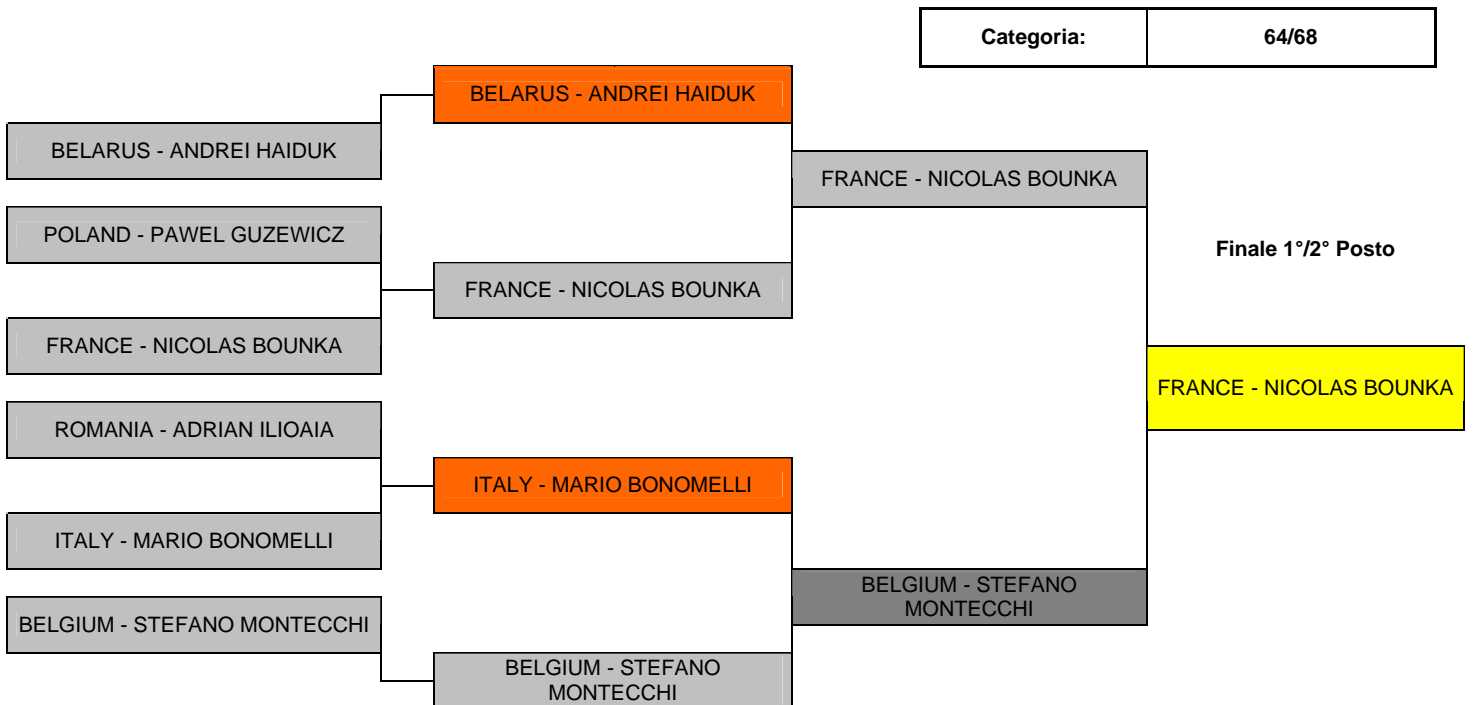 Categoria: 64/68
BELARUS - ANDREI HAIDUK
BELARUS - ANDREI HAIDUK
FRANCE - NICOLAS BOUNKA
POLAND - PAWEL GUZEWICZ
Finale 1°/2° Posto
FRANCE - NICOLAS BOUNKA
FRANCE - NICOLAS BOUNKA
FRANCE - NICOLAS BOUNKA
ROMANIA - ADRIAN ILIOAIA
ITALY - MARIO BONOMELLI
ITALY - MARIO BONOMELLI
BELGIUM - STEFANO
MONTECCHI
BELGIUM - STEFANO MONTECCHI
BELGIUM - STEFANO
MONTECCHI